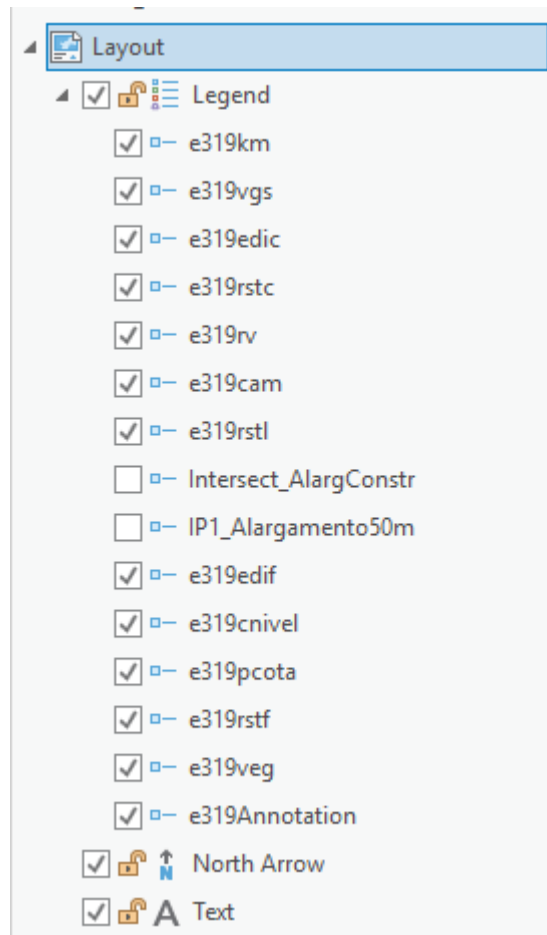 Layout
Legend
e319km
e319vgs
e319edic
e319rstc
e319rv
e319cam
e319rstl
Intersect_AlargConstr
IP1_Alargamento50m
e319edif
e319cnivel
e319pcota
e319rstf
e319veg
e319Annotation
N North Arrow
A Text